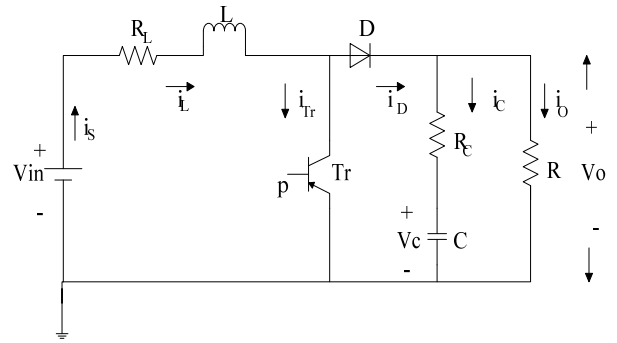 L
R_L
D
i_L
i_Tr
i_D
i_C
i_O
i_S
+
Vin
-
p
Tr
R_C
R
+
Vo
-
+
Vc
-
C